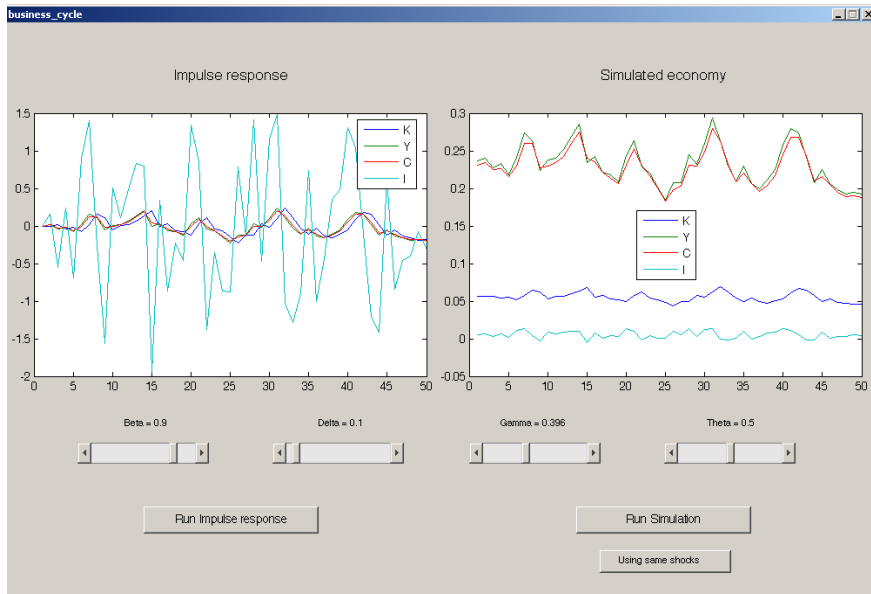 business_cycle
Impulse response
Simulated economy
1.5
1
0.5
0
-0.5
-1
-1.5
-2
0 5 10 15 20 25 30 35 40 45 50
K
Y
C
I
0.3
0.25
0.2
0.15
0.1
0.05
0
-0.05
0 5 10 15 20 25 30 35 40 45 50
K
Y
C
I
Beta = 0.9
Delta = 0.1
Gamma = 0.396
Theta = 0.5
Run Impulse response
Run Simulation
Using same shocks